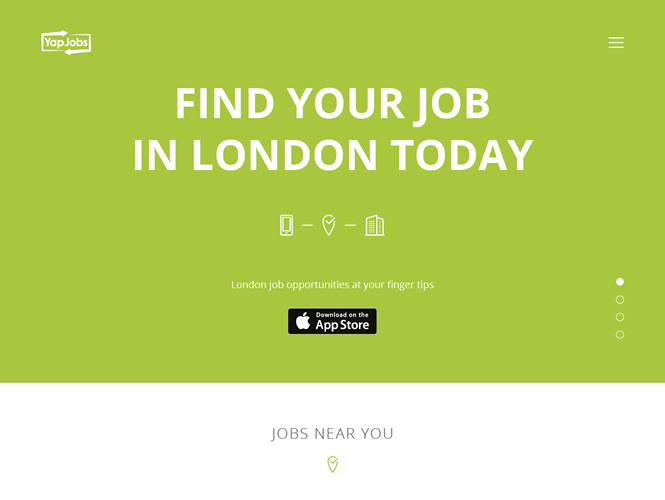 YapJobs
FIND YOUR JOB
IN LONDON TODAY
London job opportunities at your finger tips
Download on the
App Store
JOBS NEAR YOU